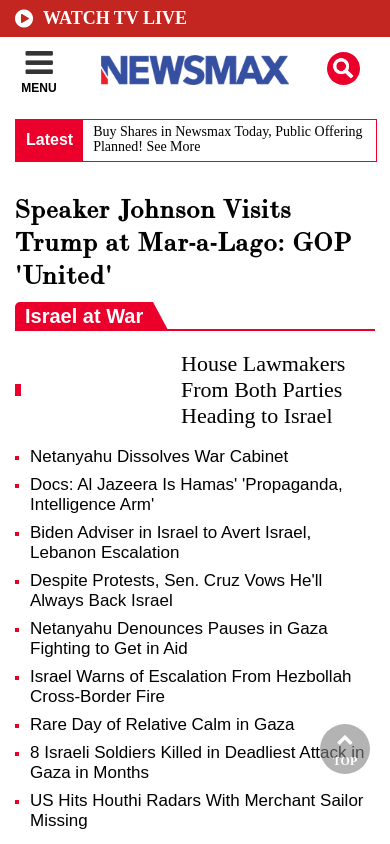 WATCH TV LIVE
MENU
NEWSMAX
Latest
Buy Shares in Newsmax Today, Public Offering
Planned! See More
Speaker Johnson Visits
Trump at Mar-a-Lago: GOP
'United'
Israel at War
House Lawmakers
From Both Parties
Heading to Israel
Netanyahu Dissolves War Cabinet
Docs: Al Jazeera Is Hamas' 'Propaganda,
Intelligence Arm'
Biden Adviser in Israel to Avert Israel,
Lebanon Escalation
Despite Protests, Sen. Cruz Vows He'll
Always Back Israel
Netanyahu Denounces Pauses in Gaza
Fighting to Get in Aid
Israel Warns of Escalation From Hezbollah
Cross-Border Fire
Rare Day of Relative Calm in Gaza
8 Israeli Soldiers Killed in Deadliest Attack in
Gaza in Months
TOP
US Hits Houthi Radars With Merchant Sailor
Missing